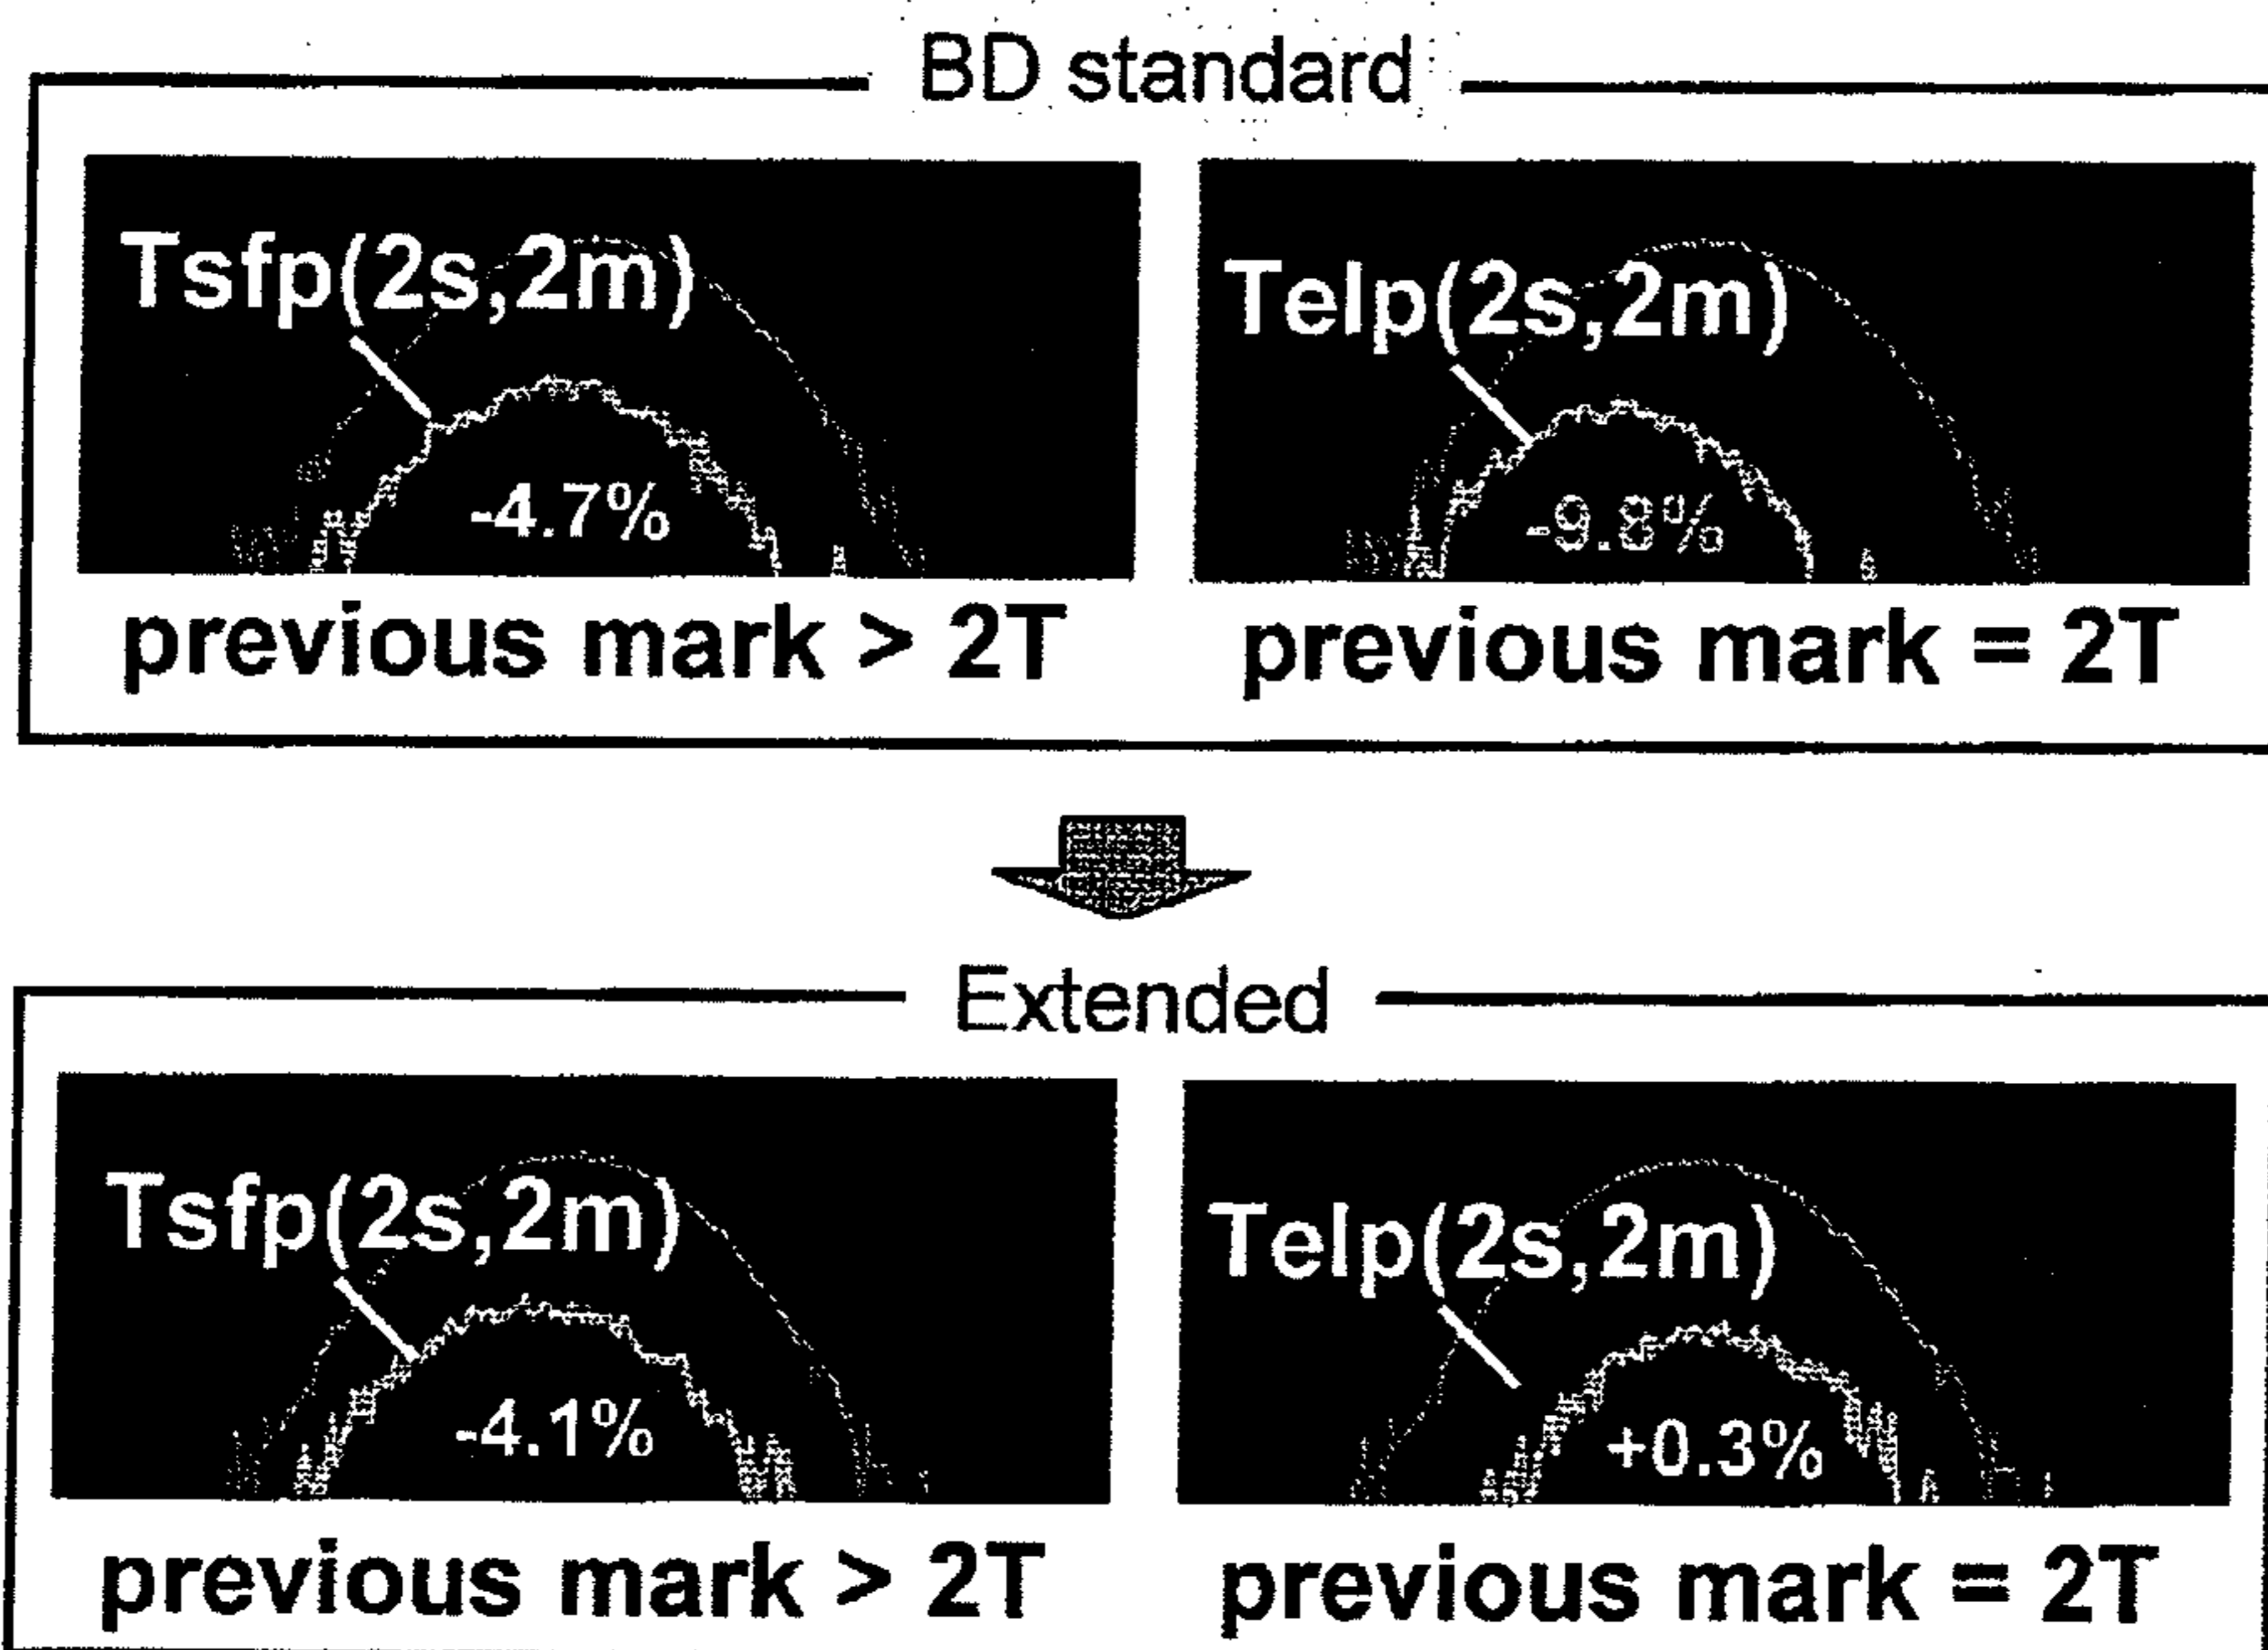 BD standard
Tsfp(2s,2m)
-4.7%
previous mark > 2T
Telp(2s,2m)
-9.8%
previous mark = 2T
Extended
Tsfp(2s,2m)
-4.1%
previous mark > 2T
Telp(2s,2m)
+0.3%
previous mark = 2T